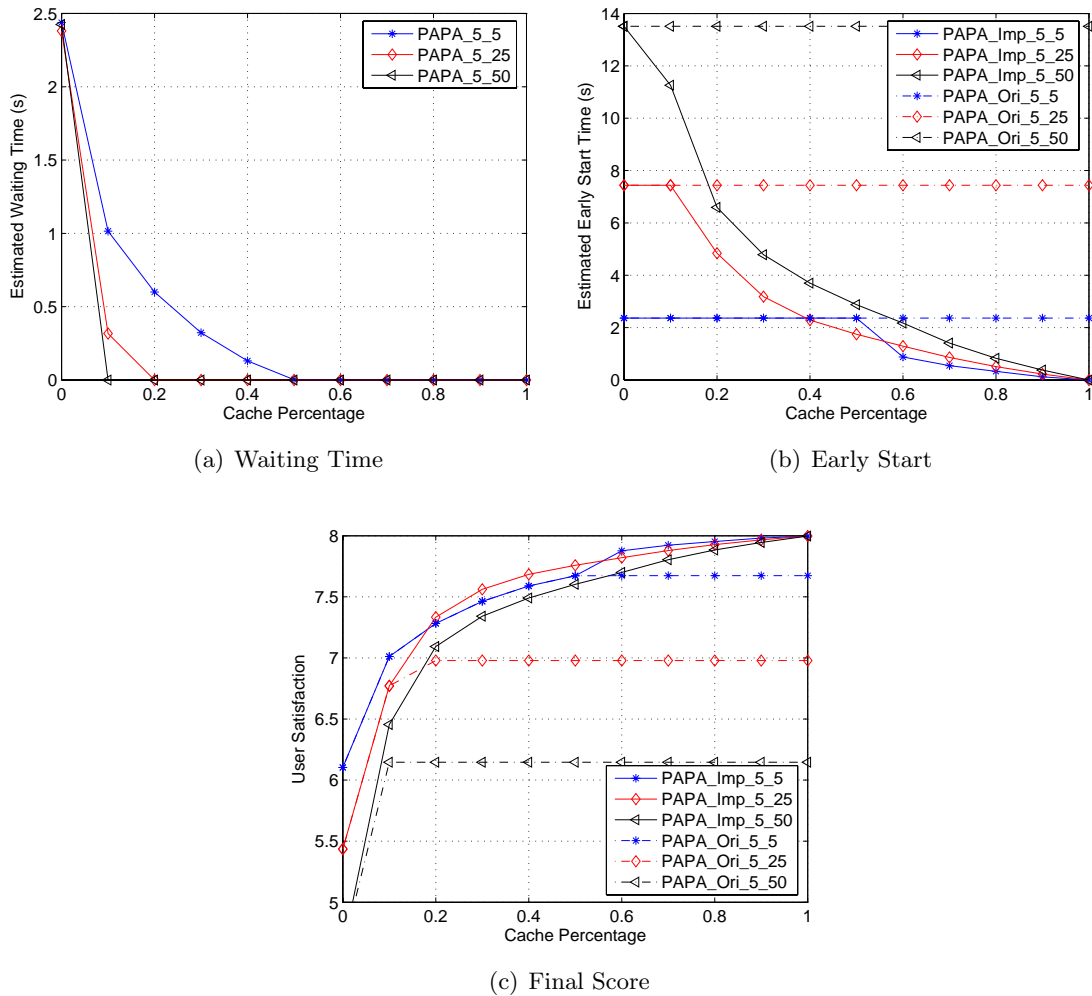 2.5
2
1.5
1
0.5
0
Estimated Waiting Time (s)
PAPA_5_5
PAPA_5_25
PAPA_5_50
0 0.2 0.4 0.6 0.8 1
Cache Percentage
(a) Waiting Time
14
12
10
8
6
4
2
0
Estimated Early Start Time (s)
PAPA_Imp_5_5
PAPA_Imp_5_25
PAPA_Imp_5_50
PAPA_Ori_5_5
PAPA_Ori_5_25
PAPA_Ori_5_50
0 0.2 0.4 0.6 0.8 1
Cache Percentage
(b) Early Start
8
7.5
7
6.5
6
5.5
5
User Satisfaction
PAPA_Imp_5_5
PAPA_Imp_5_25
PAPA_Imp_5_50
PAPA_Ori_5_5
PAPA_Ori_5_25
PAPA_Ori_5_50
0 0.2 0.4 0.6 0.8 1
Cache Percentage
(c) Final Score